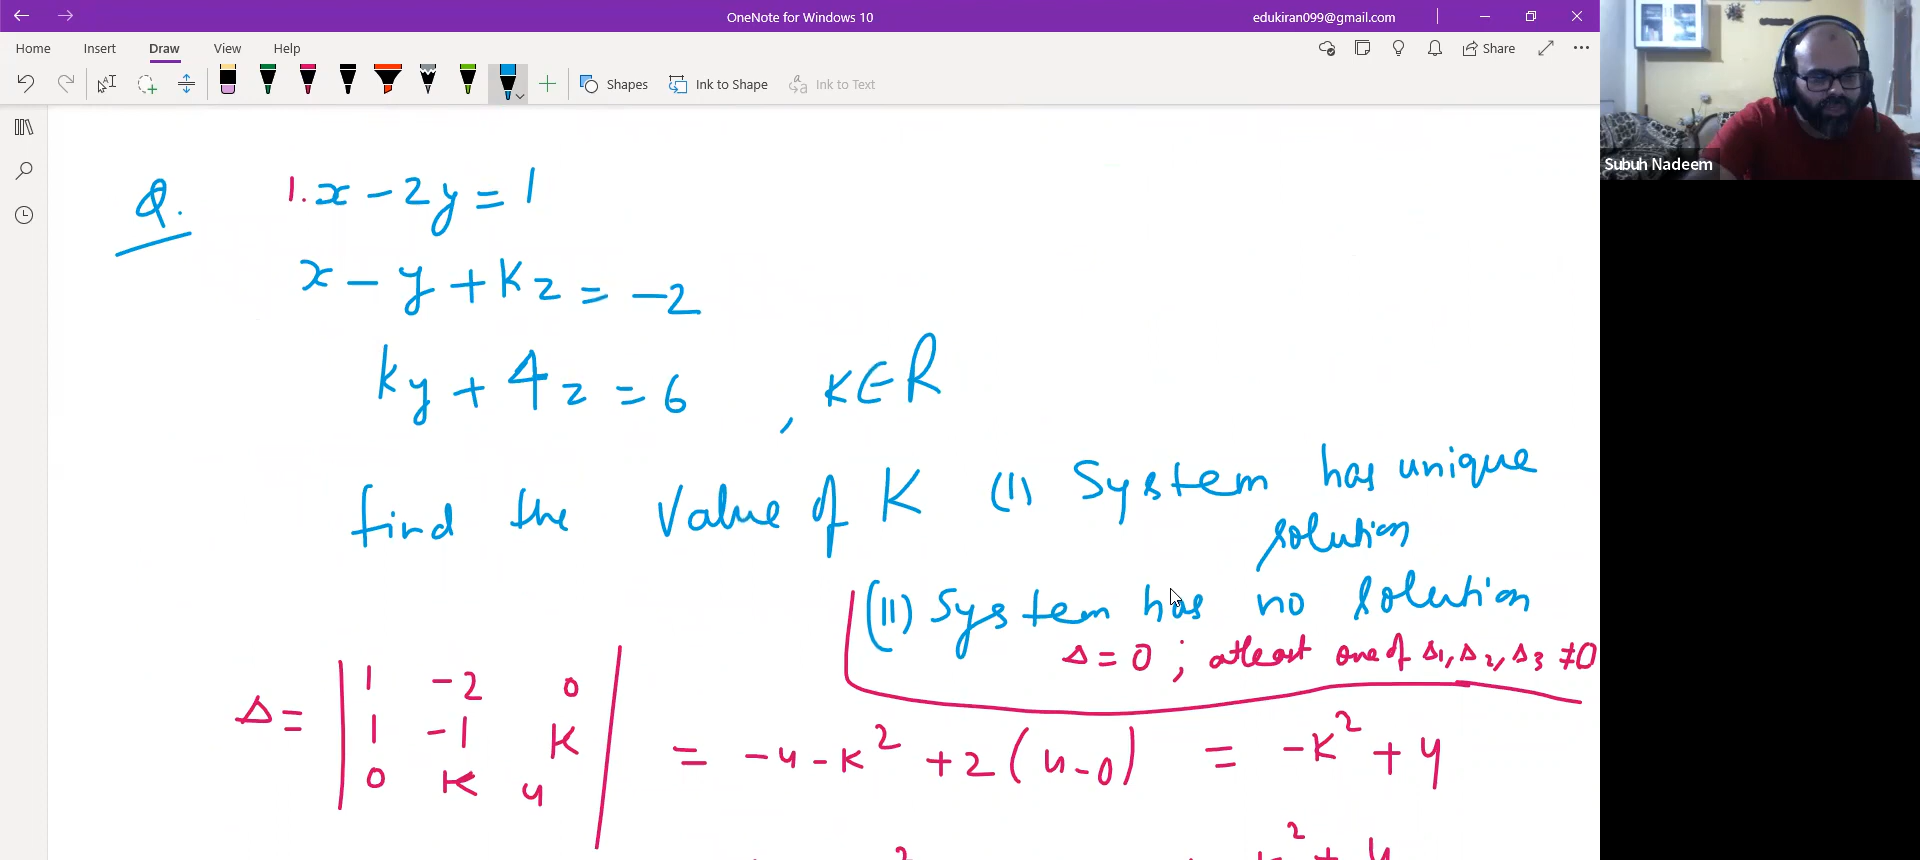 OneNote for Windows 10
edukiran099@gmail.com
Home Insert Draw View Help
Share
Shapes Ink to Shape Ink to Text
Subuh Nadeem
Q. 1. x - 2y = 1
x - y + Kz = -2
ky + 4z = 6 , K ∈ R
find the Value of K (I) System has unique
solution
(II) System has no solution
Δ = 0 ; atleast one of Δ1, Δ2, Δ3 ≠ 0
Δ = | 1 -2 0 |
| 1 -1 K | = -4 - K² + 2 (4-0) = -K² + 4
| 0 K 4 |